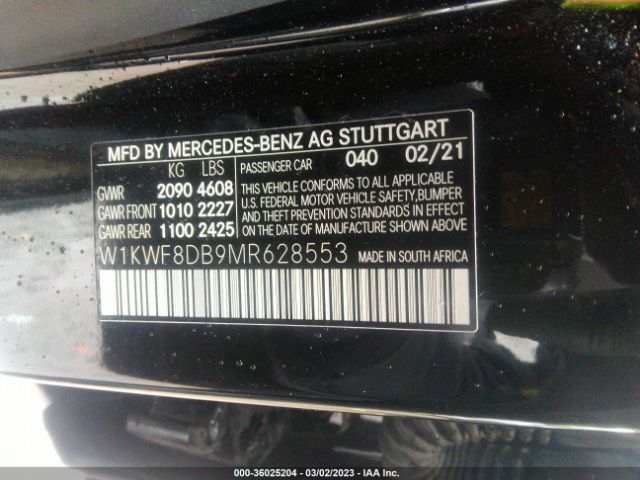 MFD BY MERCEDES-BENZ AG STUTTGART
KG LBS PASSENGER CAR 040 02/21
GVWR 2090 4608 THIS VEHICLE CONFORMS TO ALL APPLICABLE
U.S. FEDERAL MOTOR VEHICLE SAFETY,BUMPER
GAWR FRONT 1010 2227 AND THEFT PREVENTION STANDARDS IN EFFECT
GAWR REAR 1100 2425 ON THE DATE OF MANUFACTURE SHOWN ABOVE.
W1KWF8DB9MR628553 MADE IN SOUTH AFRICA
000-36025204 - 03/02/2023 - IAA Inc.